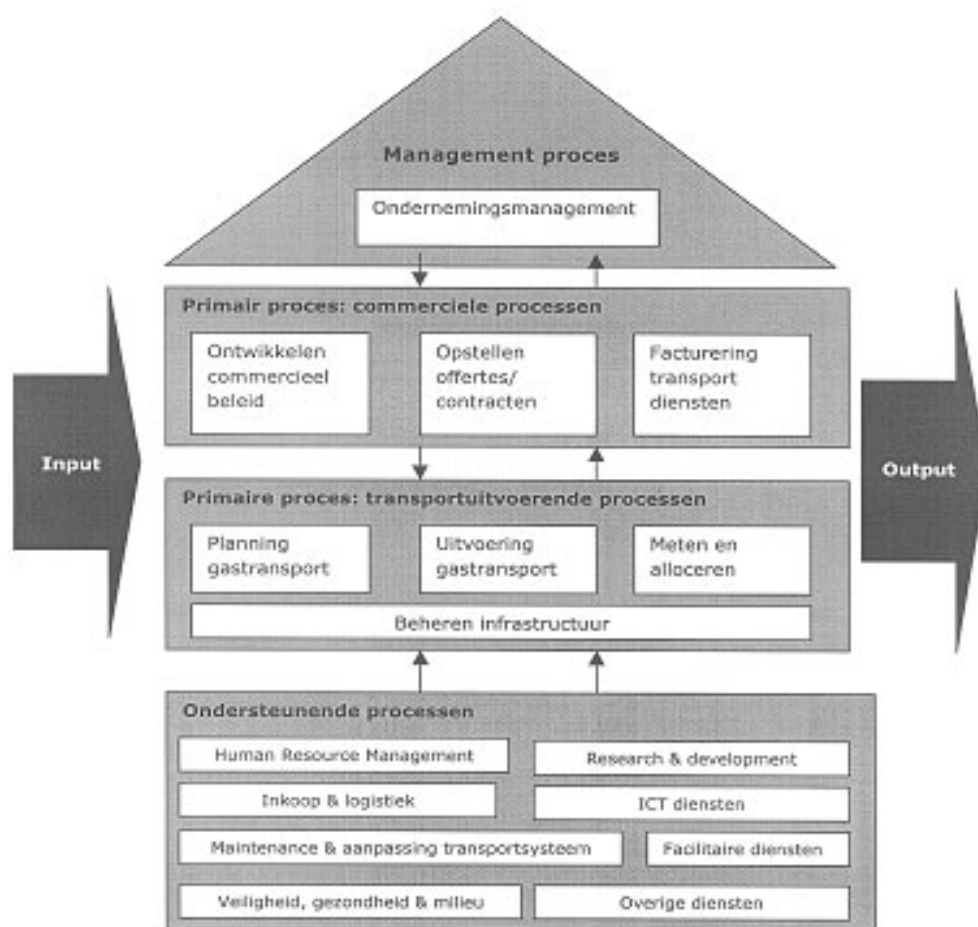 Management proces
Ondernemingsmanagement
Primair proces: commerciele processen
Ontwikkelen
commercieel
beleid
Opstellen
offertes/
contracten
Facturering
transport
diensten
Input
Output
Primaire proces: transportuitvoerende processen
Planning
gastransport
Uitvoering
gastransport
Meten en
alloceren
Beheren infrastructuur
Ondersteunende processen
Human Resource Management
Research & development
Inkoop & logistiek
ICT diensten
Maintenance & aanpassing transportsysteem
Facilitaire diensten
Veiligheid, gezondheid & milieu
Overige diensten